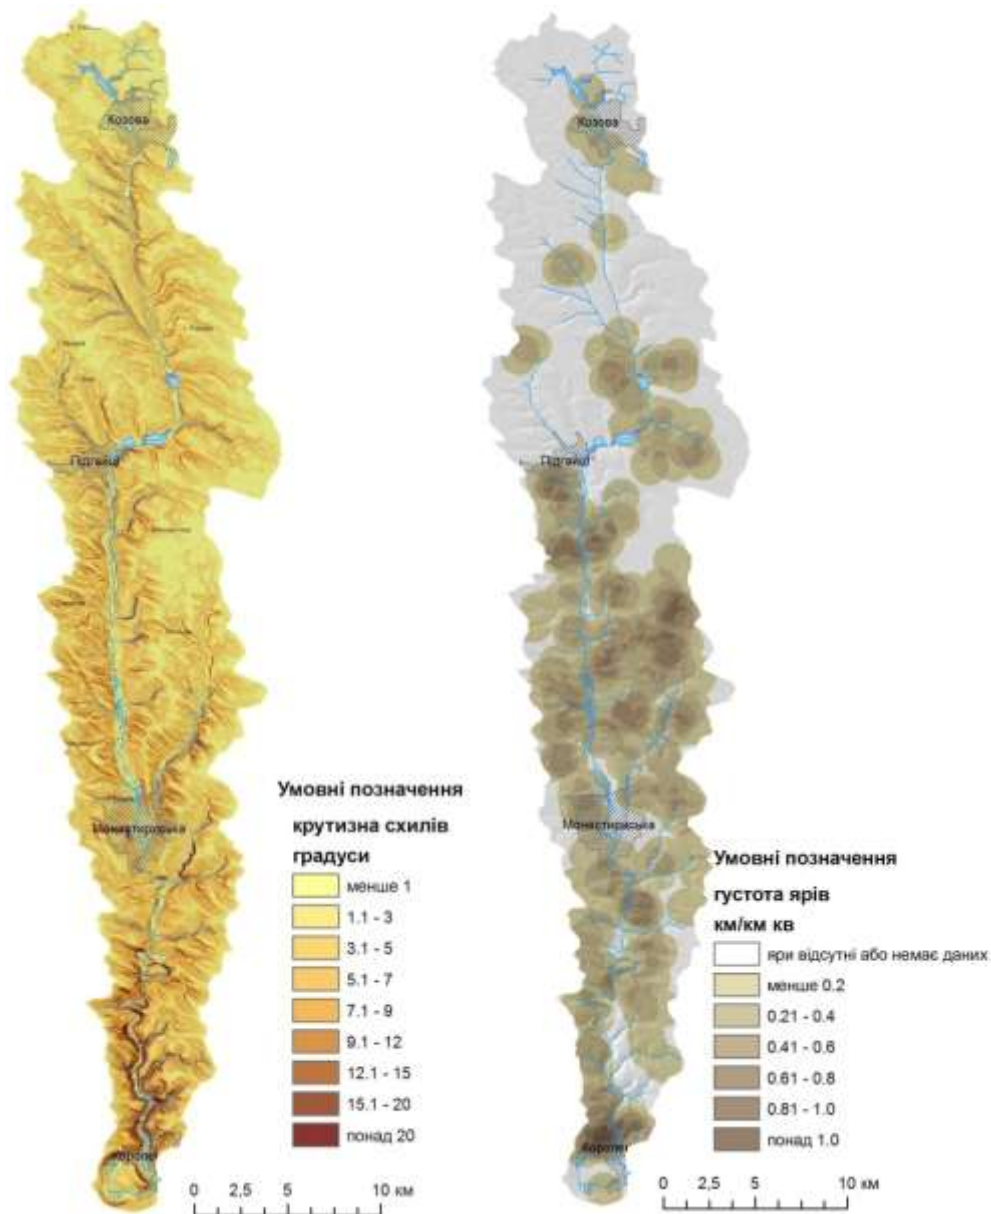 Козова
Підгайці
Монастириська
Коропец
Умовні позначення
крутизна схилів
градуси
менше 1
1.1 - 3
3.1 - 5
5.1 - 7
7.1 - 9
9.1 - 12
12.1 - 15
15.1 - 20
понад 20
0 2,5 5 10 км
Козова
Підгайці
Монастириська
Умовні позначення
густота ярів
км/км кв
яри відсутні або немає даних
менше 0.2
0.21 - 0.4
0.41 - 0.6
0.61 - 0.8
0.81 - 1.0
понад 1.0
0 2,5 5 10 км